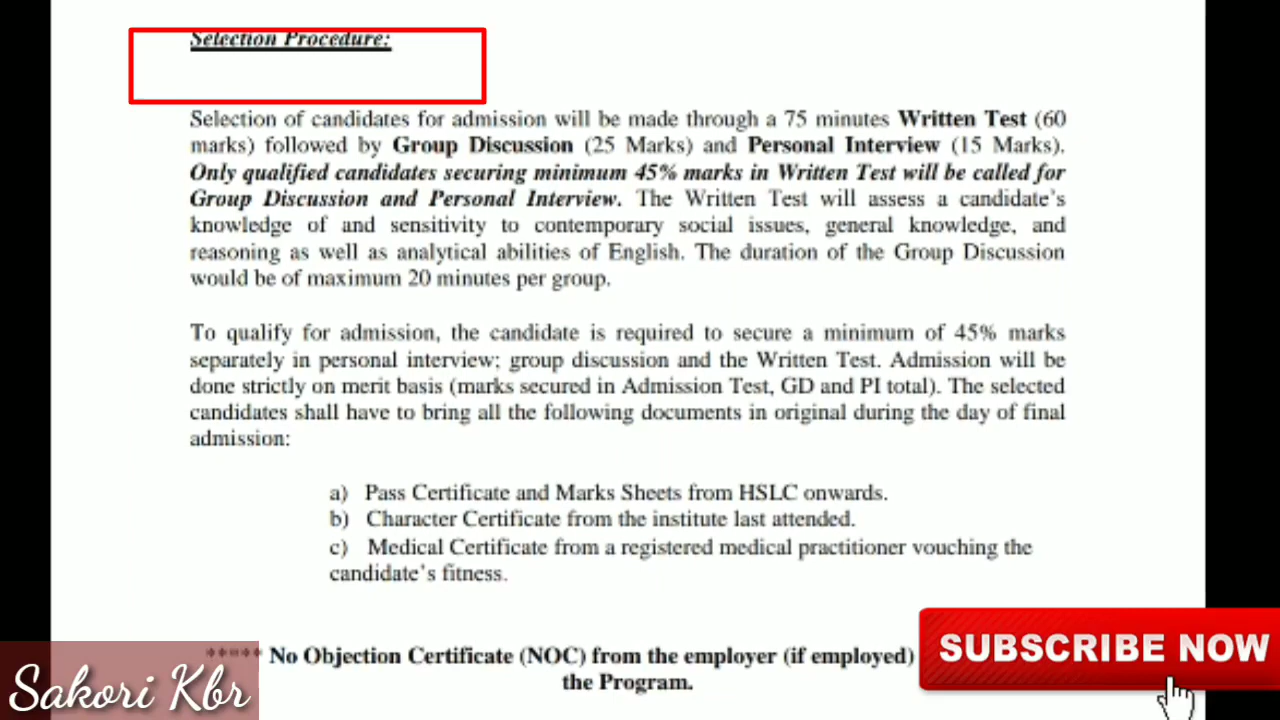 Selection Procedure:
Selection of candidates for admission will be made through a 75 minutes Written Test (60
marks) followed by Group Discussion (25 Marks) and Personal Interview (15 Marks).
Only qualified candidates securing minimum 45% marks in Written Test will be called for
Group Discussion and Personal Interview. The Written Test will assess a candidate's
knowledge of and sensitivity to contemporary social issues, general knowledge, and
reasoning as well as analytical abilities of English. The duration of the Group Discussion
would be of maximum 20 minutes per group.
To qualify for admission, the candidate is required to secure a minimum of 45% marks
separately in personal interview; group discussion and the Written Test. Admission will be
done strictly on merit basis (marks secured in Admission Test, GD and PI total). The selected
candidates shall have to bring all the following documents in original during the day of final
admission:
a) Pass Certificate and Marks Sheets from HSLC onwards.
b) Character Certificate from the institute last attended.
c) Medical Certificate from a registered medical practitioner vouching the
candidate's fitness.
***** No Objection Certificate (NOC) from the employer (if employed)
the Program.
SUBSCRIBE NOW
Sakori Kbr